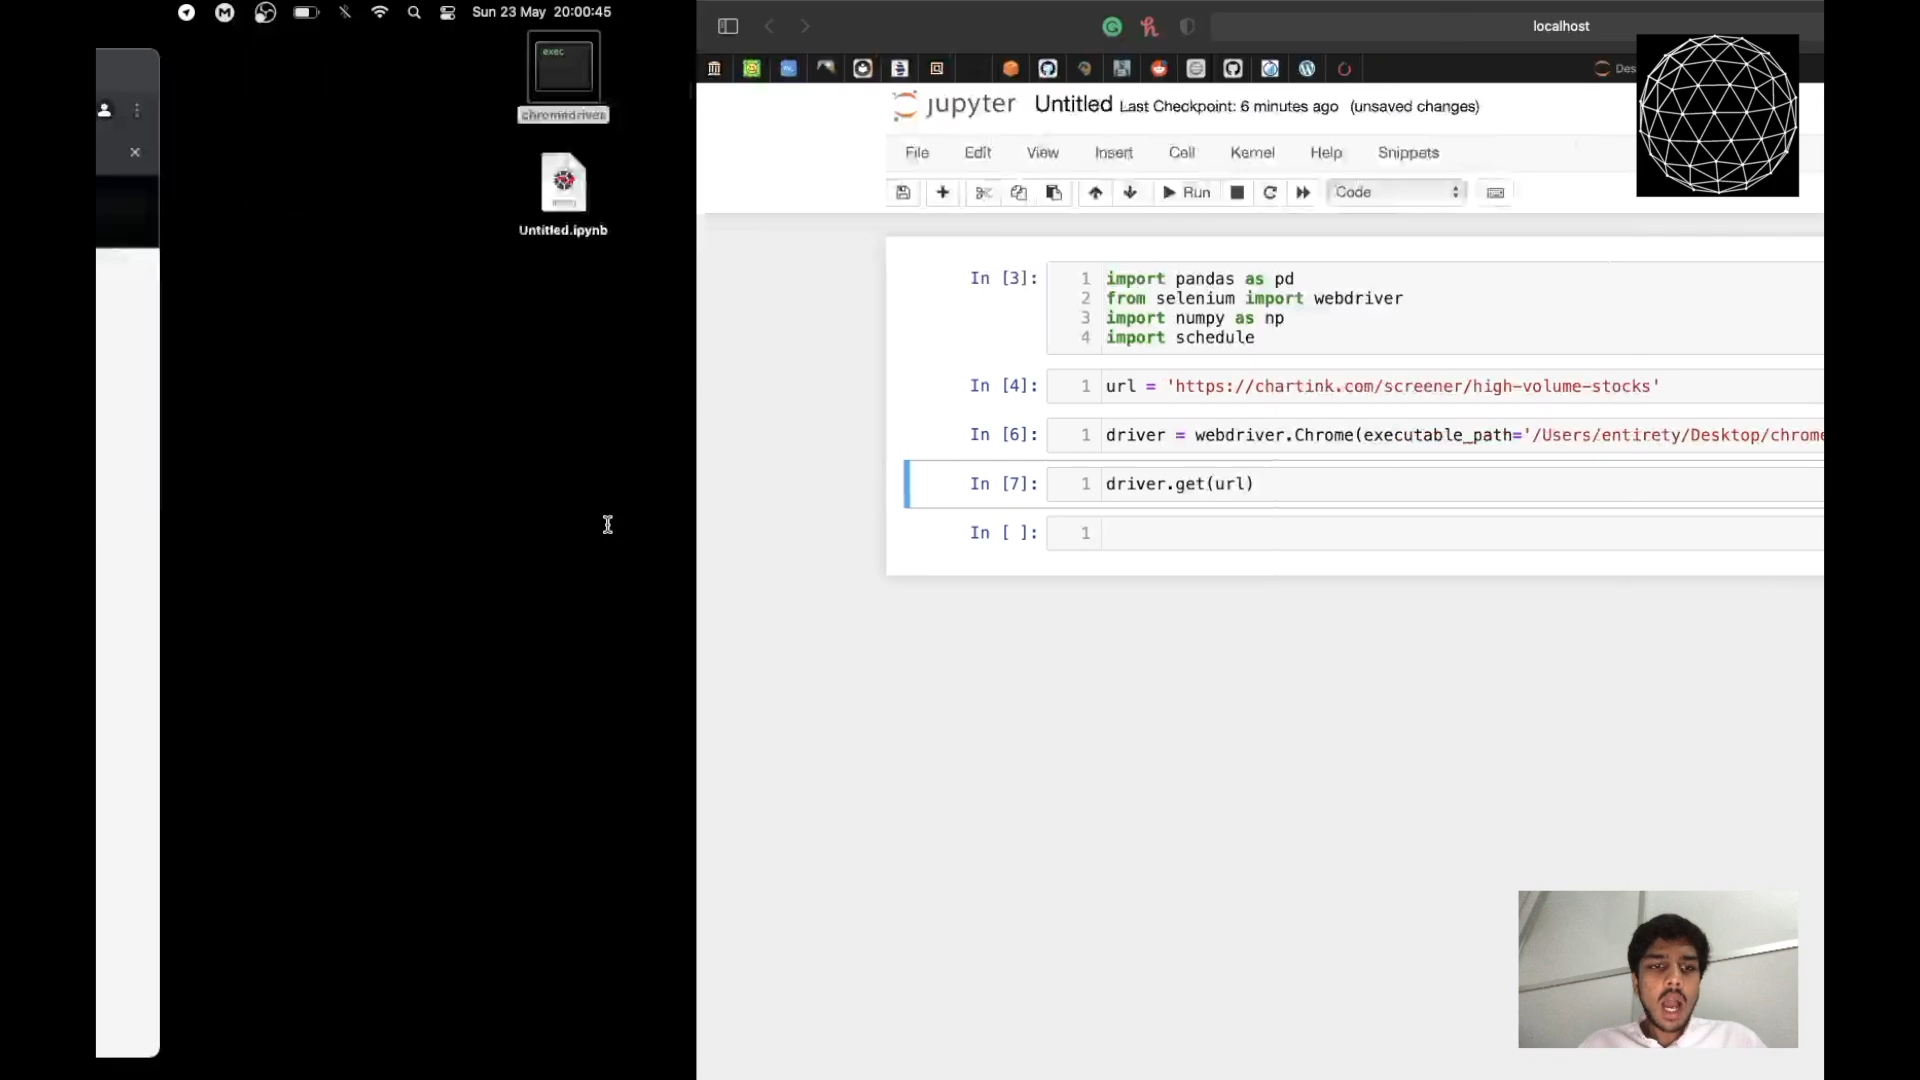 Sun 23 May 20:00:45
exec
chromedriver
Untitled.ipynb
localhost
Des
jupyter Untitled Last Checkpoint: 6 minutes ago (unsaved changes)
File Edit View Insert Cell Kernel Help Snippets
Run Code
In [3]:
1 import pandas as pd
2 from selenium import webdriver
3 import numpy as np
4 import schedule
In [4]: 1 url = 'https://chartink.com/screener/high-volume-stocks'
In [6]: 1 driver = webdriver.Chrome(executable_path='/Users/entirety/Desktop/chrome
In [7]: 1 driver.get(url)
In [ ]: 1